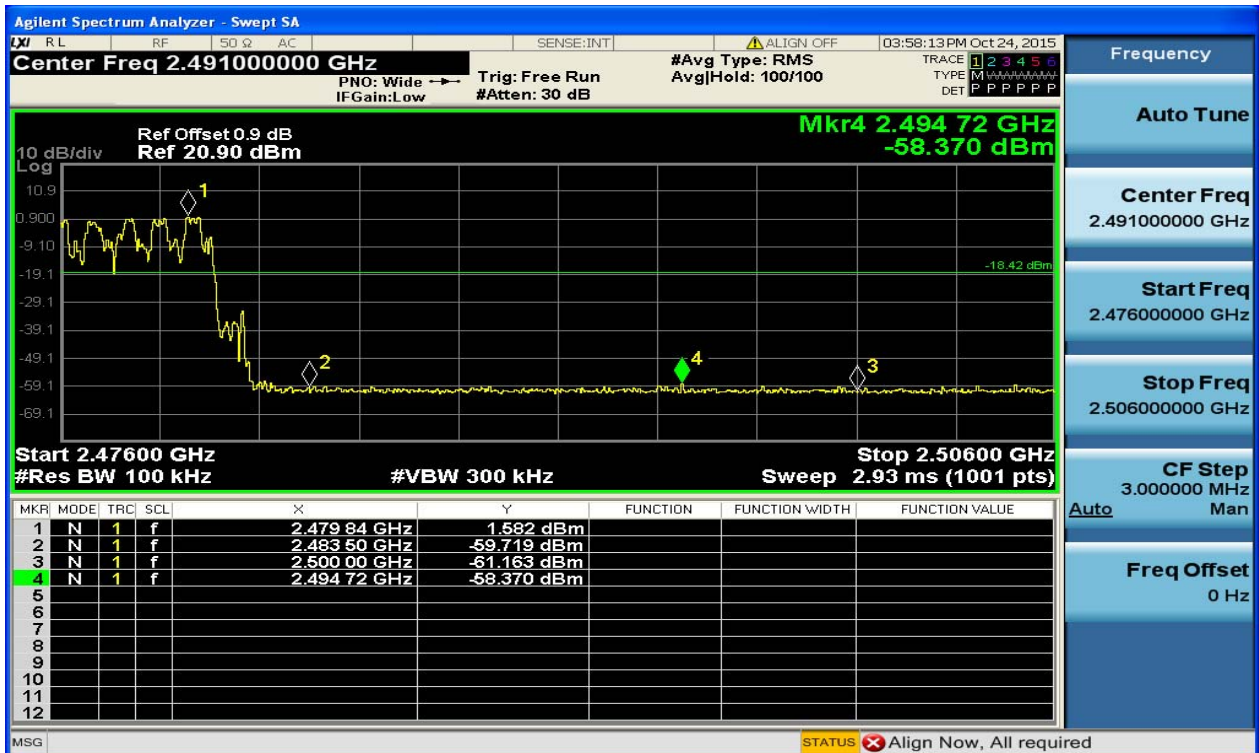 Agilent Spectrum Analyzer - Swept SA
LXI RL RF 50 Ω AC SENSE:INT ALIGN OFF 03:58:13PM Oct 24, 2015
Center Freq 2.491000000 GHz
PNO: Wide
IFGain:Low
Trig: Free Run
#Atten: 30 dB
#Avg Type: RMS
Avg|Hold: 100/100
TRACE 1 2 3 4 5 6
TYPE M
DET P P P P P P
Mkr4 2.494 72 GHz
-58.370 dBm
Ref Offset 0.9 dB
10 dB/div Ref 20.90 dBm
Log
10.9
0.900
-9.10
-19.1
-29.1
-39.1
-49.1
-59.1
-69.1
1
-18.42 dBm
2
4
3
Start 2.47600 GHz Stop 2.50600 GHz
#Res BW 100 kHz #VBW 300 kHz Sweep 2.93 ms (1001 pts)
MKR MODE TRC SCL X Y FUNCTION FUNCTION WIDTH FUNCTION VALUE
1 N 1 f 2.479 84 GHz 1.582 dBm
2 N 1 f 2.483 50 GHz -59.719 dBm
3 N 1 f 2.500 00 GHz -61.163 dBm
4 N 1 f 2.494 72 GHz -58.370 dBm
5
6
7
8
9
10
11
12
MSG STATUS Align Now, All required
Frequency
Auto Tune
Center Freq
2.491000000 GHz
Start Freq
2.476000000 GHz
Stop Freq
2.506000000 GHz
CF Step
3.000000 MHz
Auto Man
Freq Offset
0 Hz